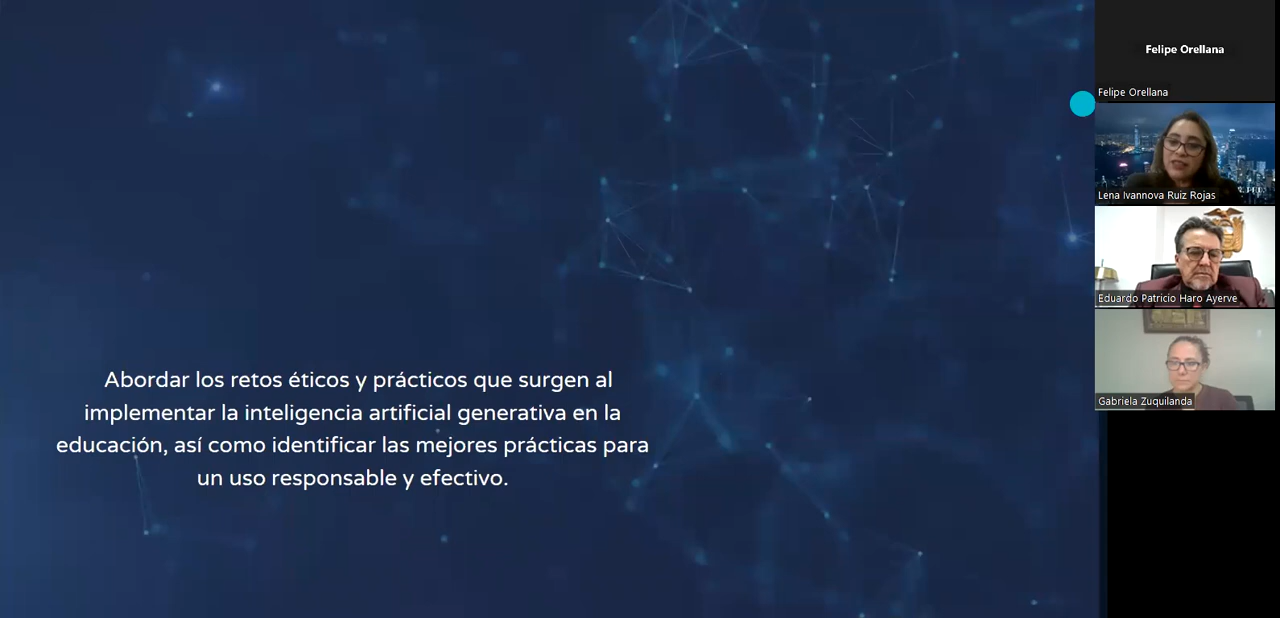 Abordar los retos éticos y prácticos que surgen al
implementar la inteligencia artificial generativa en la
educación, así como identificar las mejores prácticas para
un uso responsable y efectivo.
Felipe Orellana
Felipe Orellana
Lena Ivannova Ruiz Rojas
Eduardo Patricio Haro Ayerve
Gabriela Zuquilanda